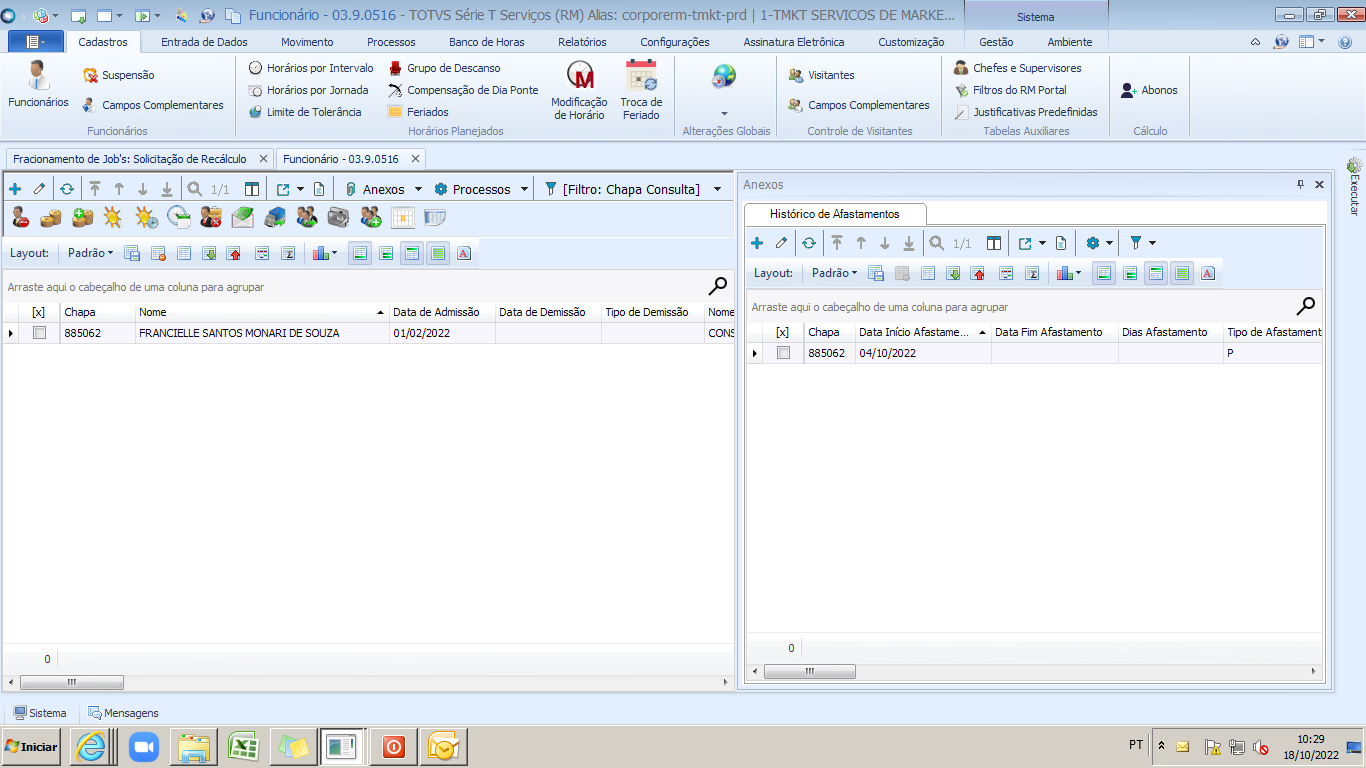 Funcionário - 03.9.0516 - TOTVS Série T Serviços (RM) Alias: corporerm-tmkt-prd | 1-TMKT SERVICOS DE MARKE...
Sistema
Cadastros Entrada de Dados Movimento Processos Banco de Horas Relatórios Configurações Assinatura Eletrônica Customização Gestão Ambiente
Funcionários
Suspensão
Campos Complementares
Funcionários
Horários por Intervalo
Horários por Jornada
Limite de Tolerância
Grupo de Descanso
Compensação de Dia Ponte
Feriados
Modificação de Horário
Troca de Feriado
Horários Planejados
Alterações Globais
Visitantes
Campos Complementares
Controle de Visitantes
Chefes e Supervisores
Filtros do RM Portal
Justificativas Predefinidas
Tabelas Auxiliares
Abonos
Cálculo
Fracionamento de Job's: Solicitação de Recálculo
Funcionário - 03.9.0516
Executar
1/1 Anexos Processos [Filtro: Chapa Consulta]
Layout: Padrão
Arraste aqui o cabeçalho de uma coluna para agrupar
[x] Chapa Nome Data de Admissão Data de Demissão Tipo de Demissão Nome
885062 FRANCIELLE SANTOS MONARI DE SOUZA 01/02/2022 CONS
0
Anexos
Histórico de Afastamentos
1/1
Layout: Padrão
Arraste aqui o cabeçalho de uma coluna para agrupar
[x] Chapa Data Início Afastame... Data Fim Afastamento Dias Afastamento Tipo de Afastament
885062 04/10/2022 P
0
Sistema Mensagens
Iniciar
PT
10:29
18/10/2022